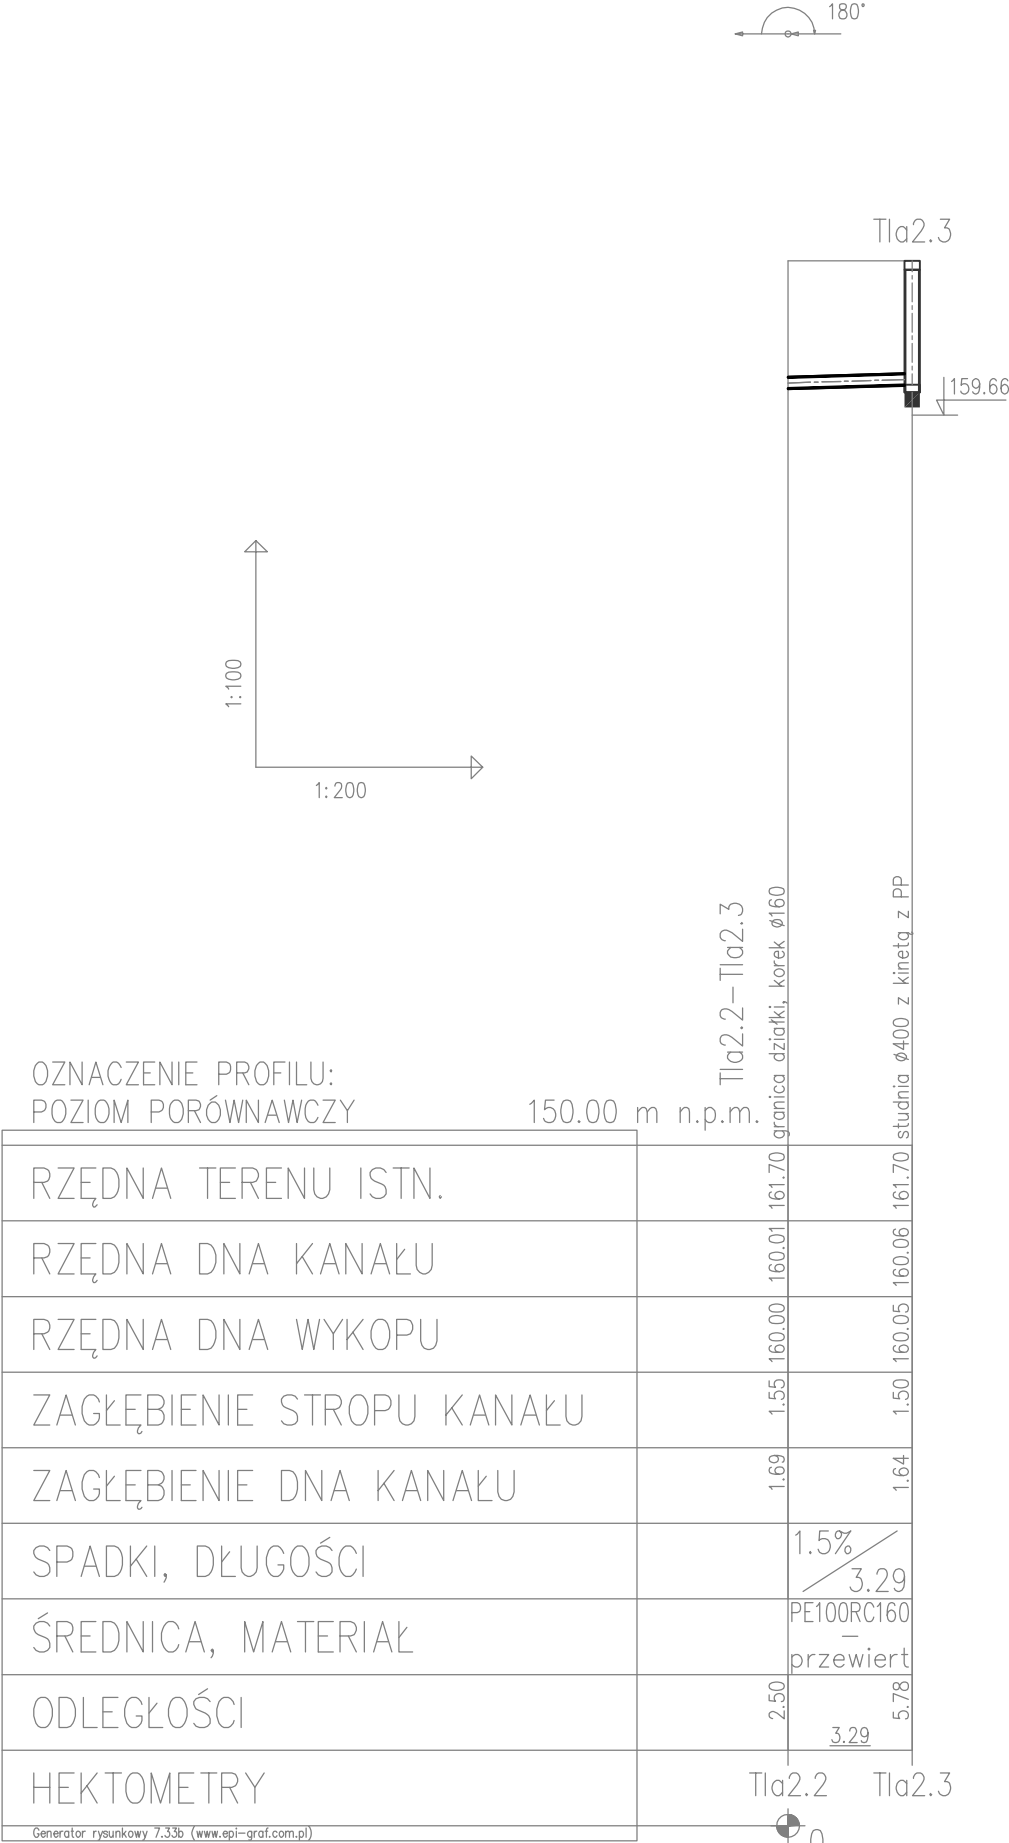 180°
Tla2.3
159.66
1:100
1:200
Tla2.2-Tla2.3
granica działki, korek ø160
studnia ø400 z kinetą z PP
OZNACZENIE PROFILU:
POZIOM PORÓWNAWCZY 150.00 m n.p.m.
RZĘDNA TERENU ISTN. 161.70 161.70
RZĘDNA DNA KANAŁU 160.01 160.06
RZĘDNA DNA WYKOPU 160.00 160.05
ZAGŁĘBIENIE STROPU KANAŁU 1.55 1.50
ZAGŁĘBIENIE DNA KANAŁU 1.69 1.64
SPADKI, DŁUGOŚCI 1.5% 3.29
ŚREDNICA, MATERIAŁ PE100RC160
-
przewiert
ODLEGŁOŚCI 2.50 3.29 5.78
HEKTOMETRY Tla2.2 Tla2.3
Generator rysunkowy 7.33b (www.epi-graf.com.pl)
0